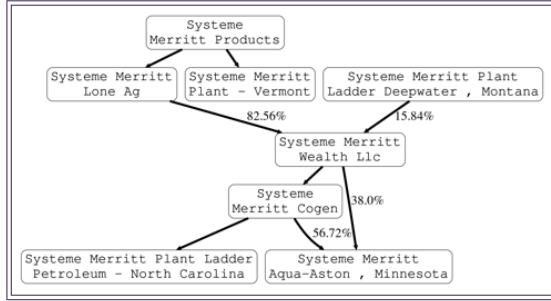 Systeme
Merritt Products
Systeme Merritt
Lone Ag
Systeme Merritt
Plant - Vermont
Systeme Merritt Plant
Ladder Deepwater , Montana
82.56%
15.84%
Systeme Merritt
Wealth Llc
Systeme
Merritt Cogen
38.0%
56.72%
Systeme Merritt Plant Ladder
Petroleum - North Carolina
Systeme Merritt
Aqua-Aston , Minnesota